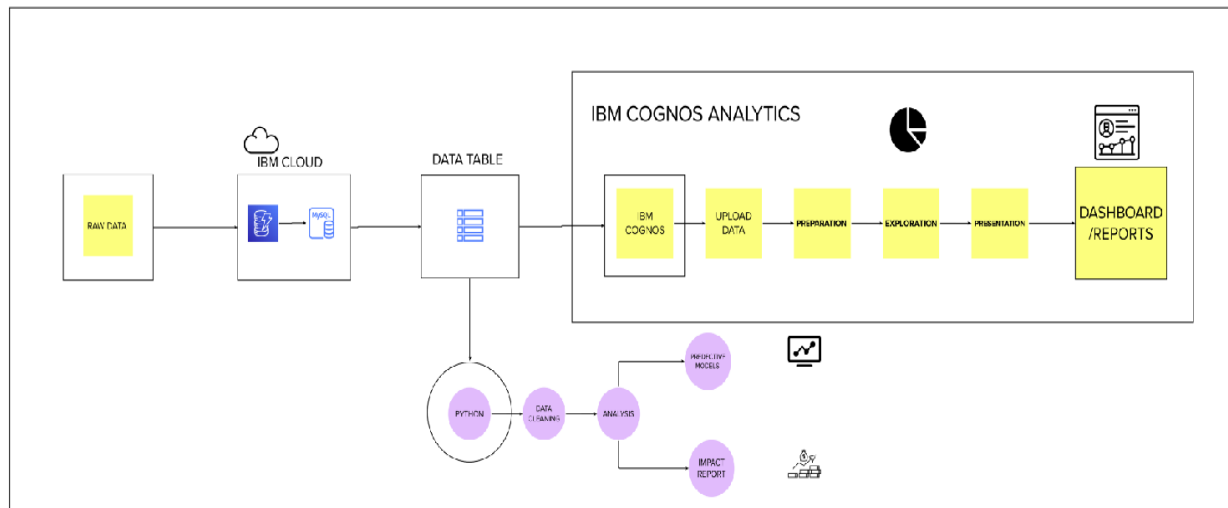 IBM COGNOS ANALYTICS
IBM CLOUD
DATA TABLE
RAW DATA
MySQL
IBM
COGNOS
UPLOAD
DATA
PREPARATION
EXPLORATION
PRESENTATION
DASHBOARD
/REPORTS
PYTHON
DATA
CLEANING
ANALYSIS
PREDECTIVE
MODELS
IMPACT
REPORT